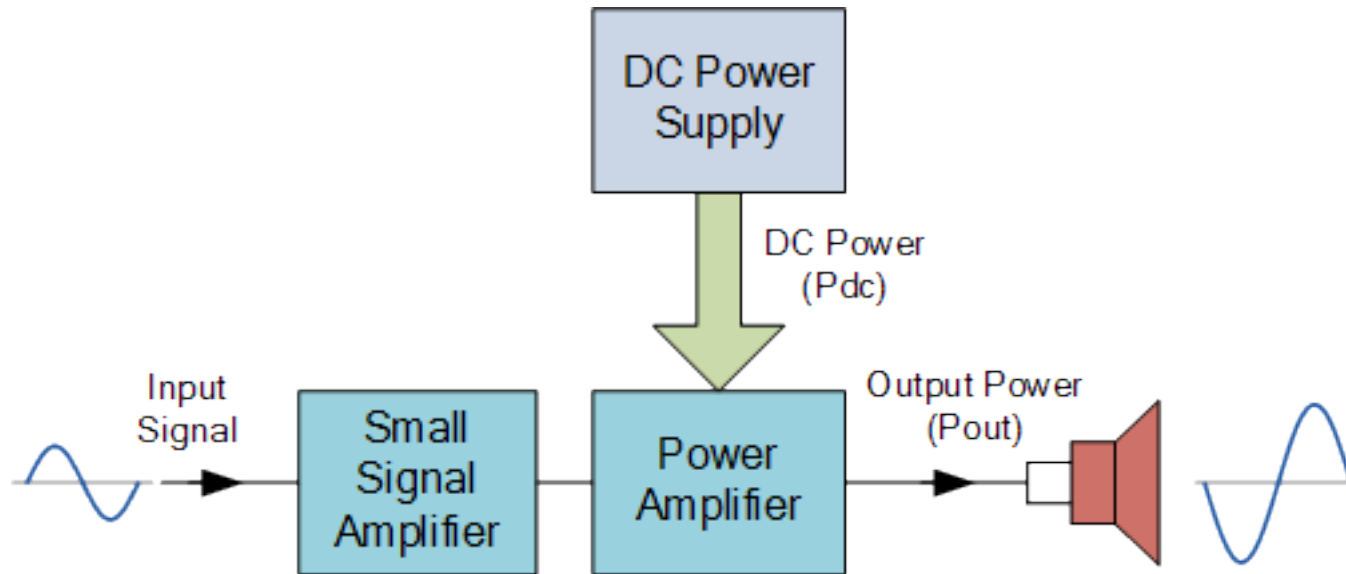 DC Power
Supply
DC Power
(Pdc)
Input
Signal
Small
Signal
Amplifier
Power
Amplifier
Output Power
(Pout)